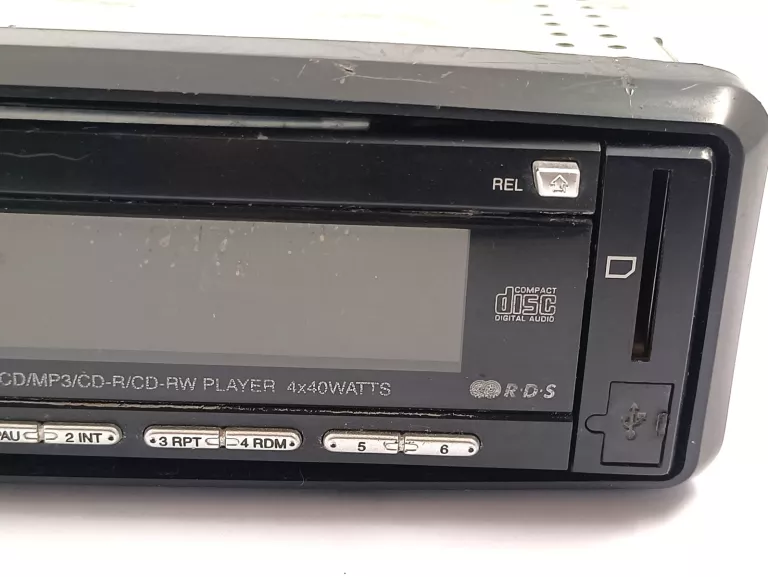 REL
COMPACT
disc
DIGITAL AUDIO
CD/MP3/CD-R/CD-RW PLAYER 4x40WATTS
R·D·S
PAU 2 INT 3 RPT 4 RDM 5 6